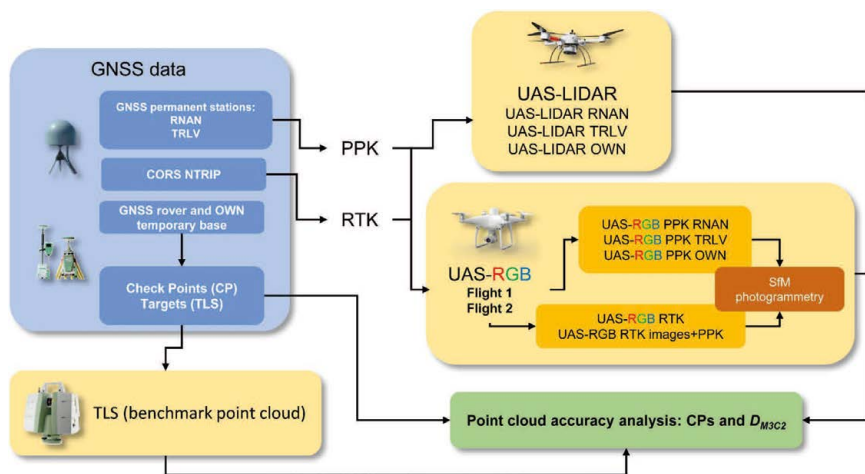 GNSS data
GNSS permanent stations:
RNAN
TRLV
CORS NTRIP
GNSS rover and OWN
temporary base
Check Points (CP)
Targets (TLS)
PPK
RTK
UAS-LIDAR
UAS-LIDAR RNAN
UAS-LIDAR TRLV
UAS-LIDAR OWN
UAS-RGB
Flight 1
Flight 2
UAS-RGB PPK RNAN
UAS-RGB PPK TRLV
UAS-RGB PPK OWN
UAS-RGB RTK
UAS-RGB RTK images+PPK
SfM
photogrammetry
TLS (benchmark point cloud)
Point cloud accuracy analysis: CPs and D_M3C2